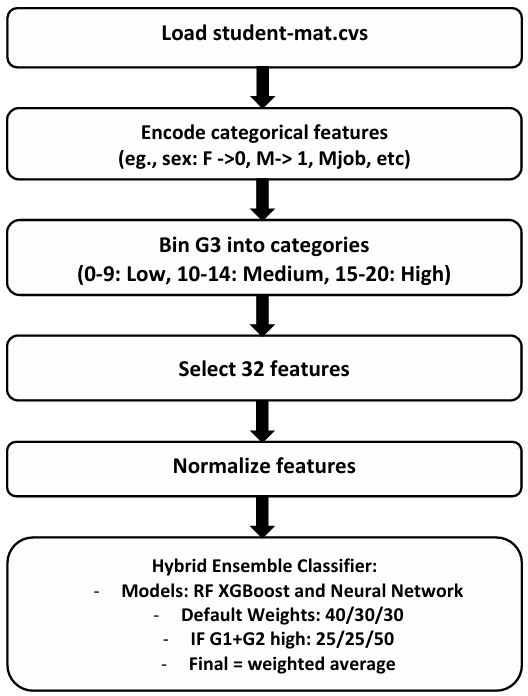 Load student-mat.cvs
Encode categorical features
(eg., sex: F ->0, M-> 1, Mjob, etc)
Bin G3 into categories
(0-9: Low, 10-14: Medium, 15-20: High)
Select 32 features
Normalize features
Hybrid Ensemble Classifier:
- Models: RF XGBoost and Neural Network
- Default Weights: 40/30/30
- IF G1+G2 high: 25/25/50
- Final = weighted average